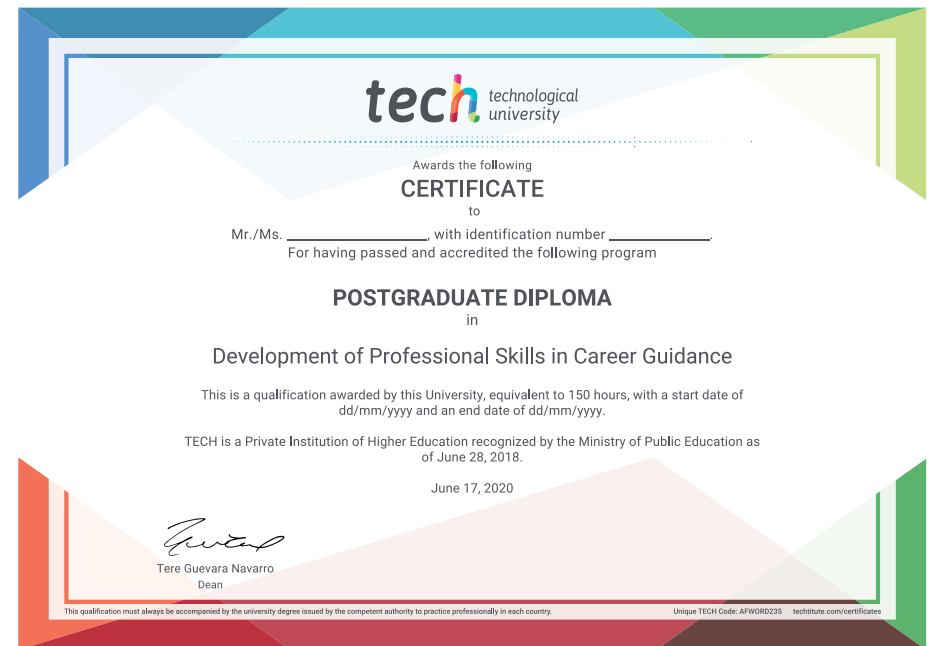 tech technological
university
Awards the following
CERTIFICATE
to
Mr./Ms. ____________________, with identification number ______________.
For having passed and accredited the following program
POSTGRADUATE DIPLOMA
in
Development of Professional Skills in Career Guidance
This is a qualification awarded by this University, equivalent to 150 hours, with a start date of
dd/mm/yyyy and an end date of dd/mm/yyyy.
TECH is a Private Institution of Higher Education recognized by the Ministry of Public Education as
of June 28, 2018.
June 17, 2020
Tere Guevara Navarro
Dean
This qualification must always be accompanied by the university degree issued by the competent authority to practice professionally in each country. Unique TECH Code: AFWORD23S techtitute.com/certificates